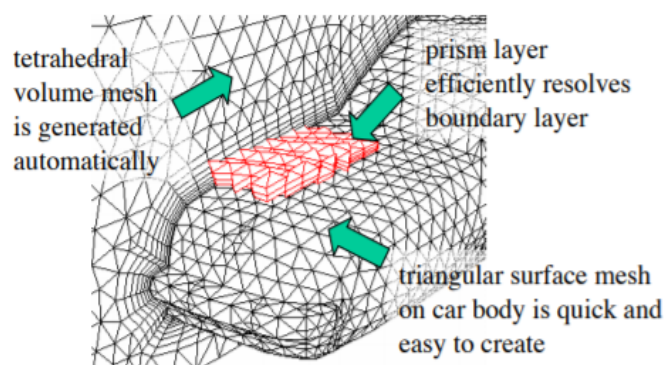 tetrahedral
volume mesh
is generated
automatically
prism layer
efficiently resolves
boundary layer
triangular surface mesh
on car body is quick and
easy to create